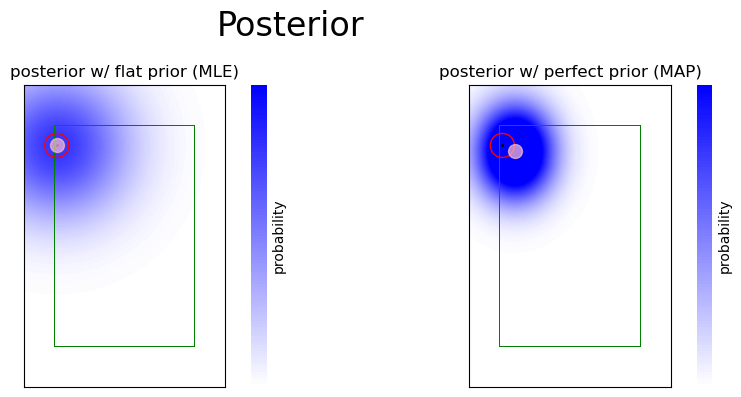 Posterior
posterior w/ flat prior (MLE)
posterior w/ perfect prior (MAP)
probability
probability